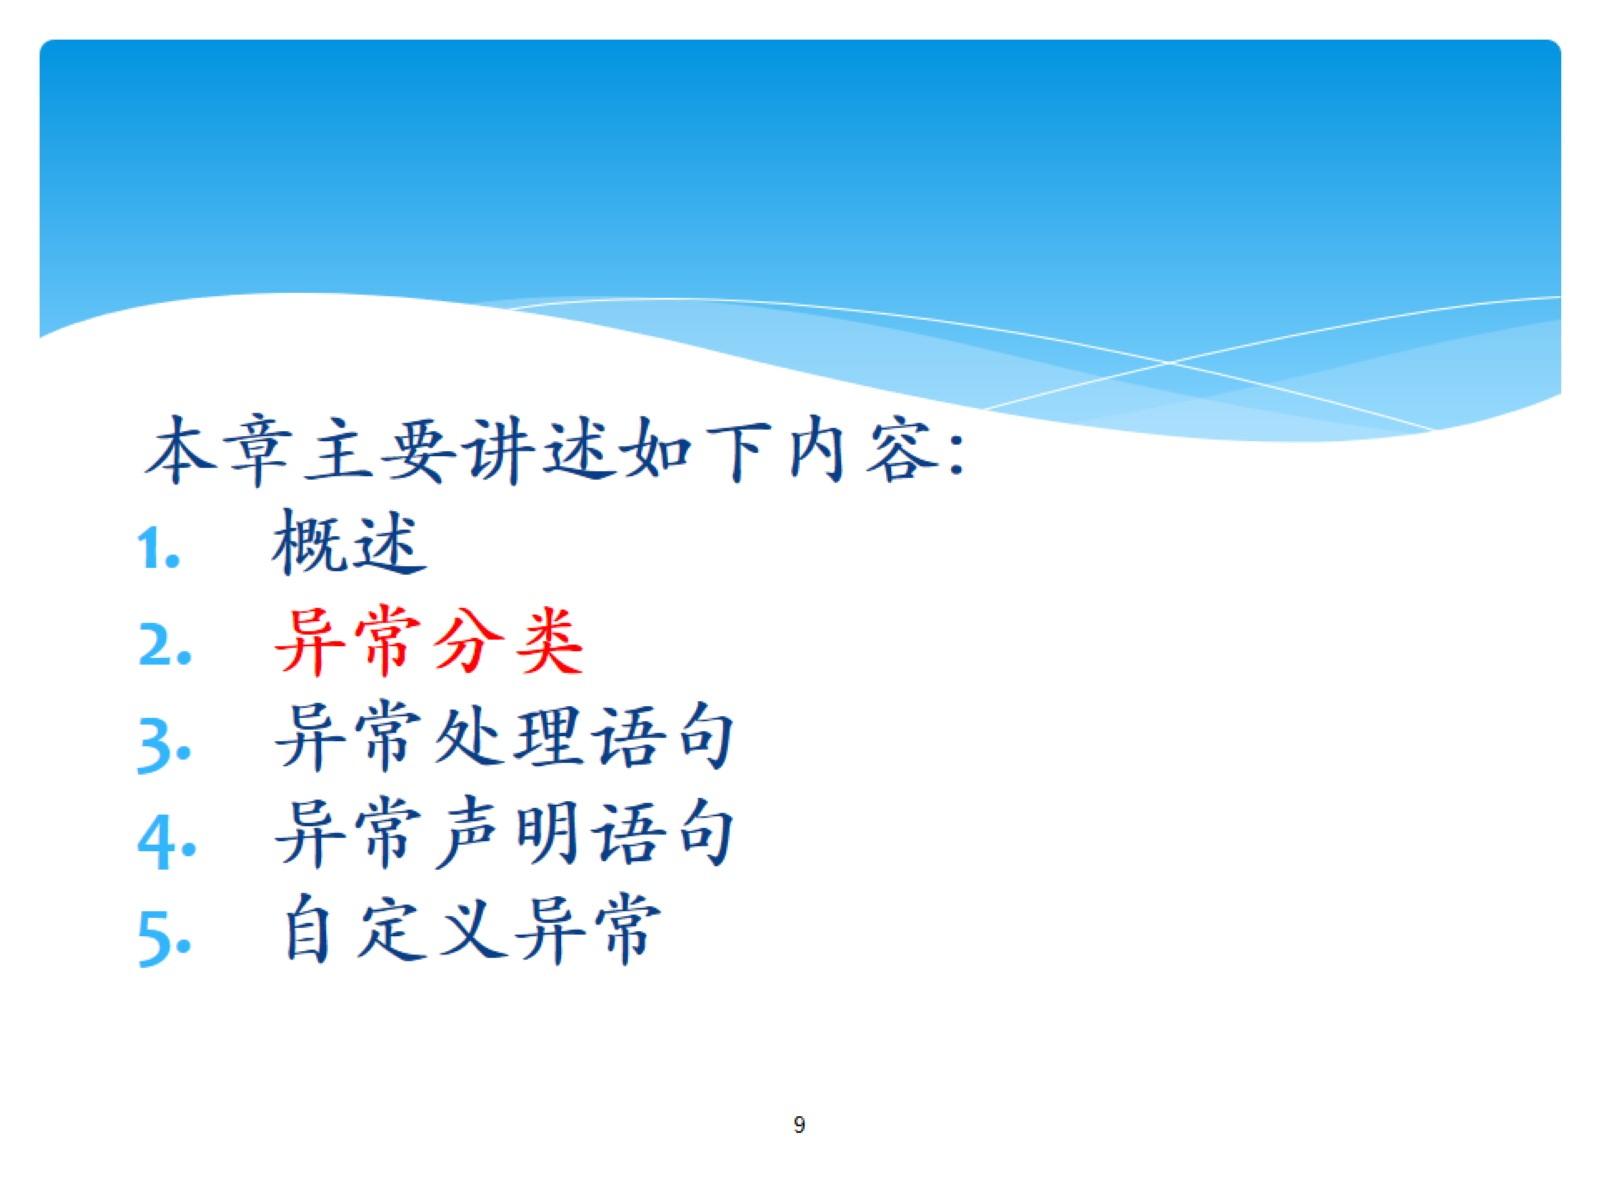 本章主要讲述如下内容：
1. 概述
2. 异常分类
3. 异常处理语句
4. 异常声明语句
5. 自定义异常
9